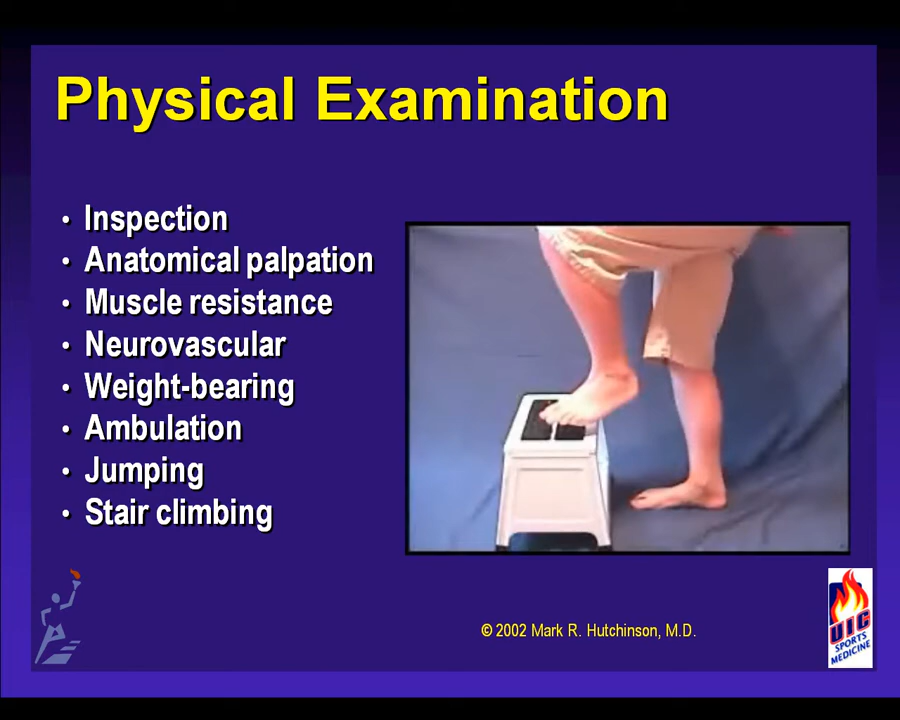 Physical Examination
• Inspection
• Anatomical palpation
• Muscle resistance
• Neurovascular
• Weight-bearing
• Ambulation
• Jumping
• Stair climbing
© 2002 Mark R. Hutchinson, M.D.
UIC
SPORTS
MEDICINE